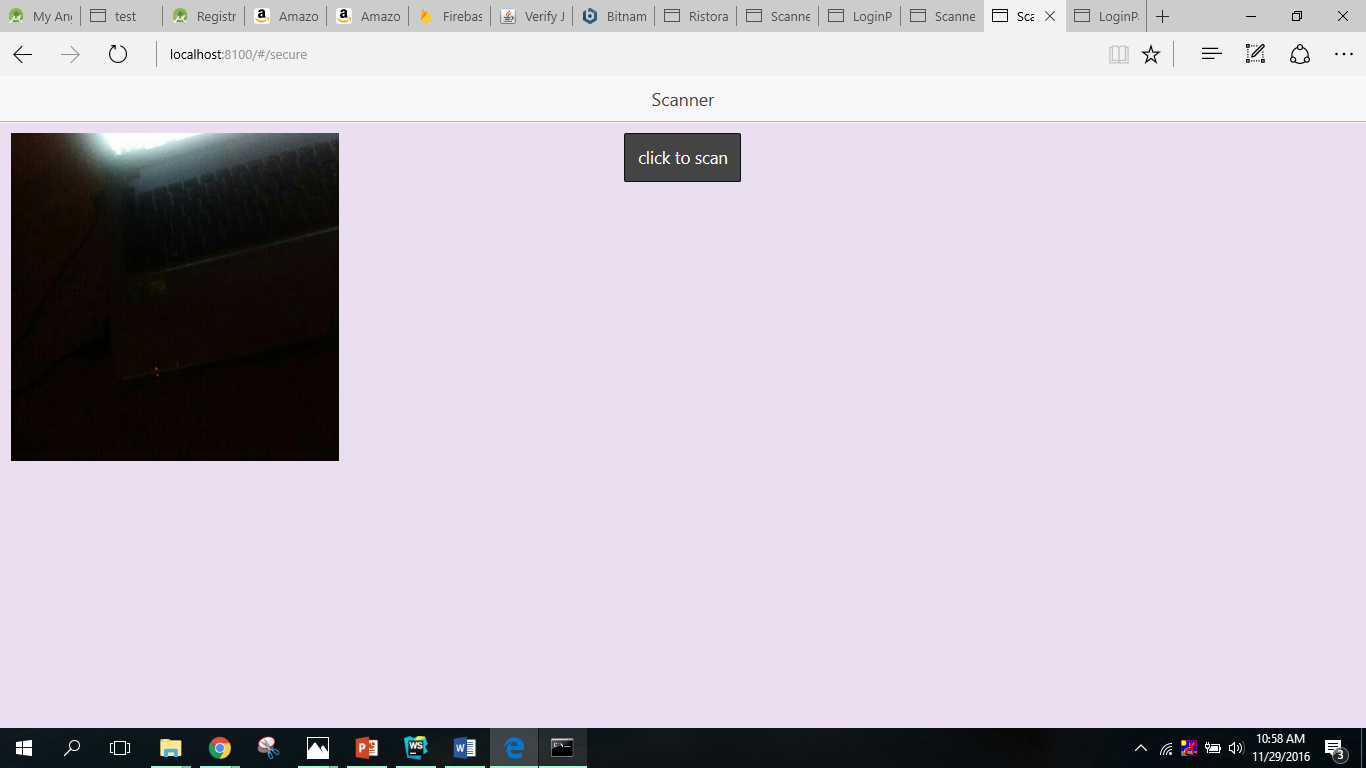 My Ang
test
Registr
Amazo
Amazo
Firebas
Verify J
Bitnam
Ristora
Scanne
LoginP
Scanne
Sca
LoginP
localhost:8100/#/secure
Scanner
click to scan
10:58 AM
11/29/2016
3